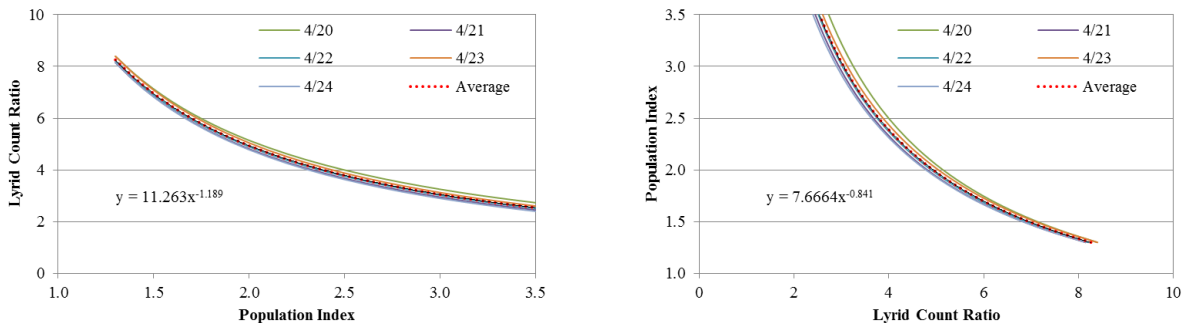 10
8
6
4
2
0
Lyrid Count Ratio
4/20 4/21
4/22 4/23
4/24 Average
y = 11.263x-1.189
1.0 1.5 2.0 2.5 3.0 3.5
Population Index
3.5
3.0
2.5
2.0
1.5
1.0
Population Index
4/20 4/21
4/22 4/23
4/24 Average
y = 7.6664x-0.841
0 2 4 6 8 10
Lyrid Count Ratio